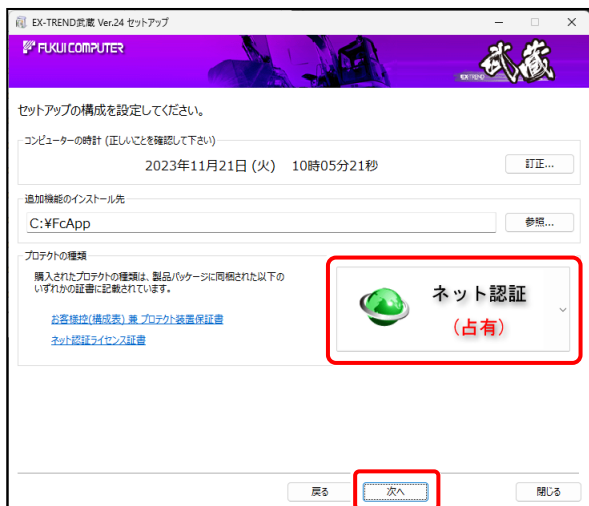 EX-TREND武蔵 Ver.24 セットアップ
FUKUI COMPUTER
EX-TREND 武蔵
セットアップの構成を設定してください。
コンピューターの時計 (正しいことを確認して下さい)
2023年11月21日 (火) 10時05分21秒
訂正...
追加機能のインストール先
C:¥FcApp
参照...
プロテクトの種類
購入されたプロテクトの種類は、製品パッケージに同梱された以下の
いずれかの証書に記載されています。
お客様控(構成表) 兼 プロテクト装置保証書
ネット認証ライセンス証書
ネット認証
(占有)
戻る
次へ
閉じる